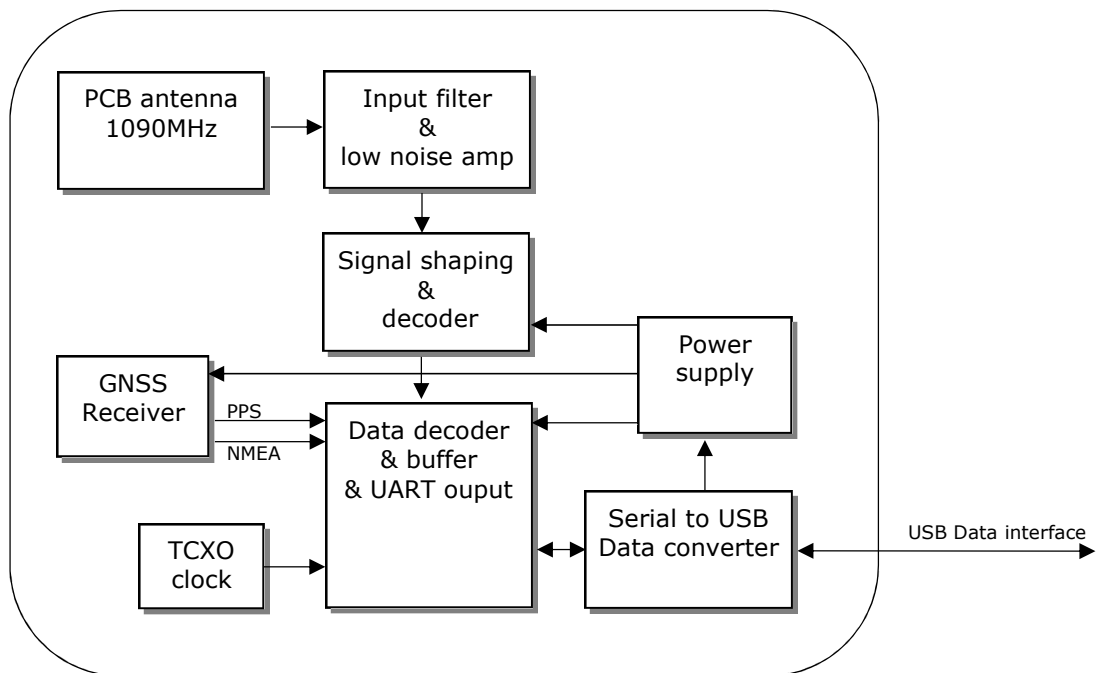 PCB antenna
1090MHz
Input filter
&
low noise amp
Signal shaping
&
decoder
Power
supply
GNSS
Receiver
PPS
NMEA
Data decoder
& buffer
& UART ouput
TCXO
clock
Serial to USB
Data converter
USB Data interface